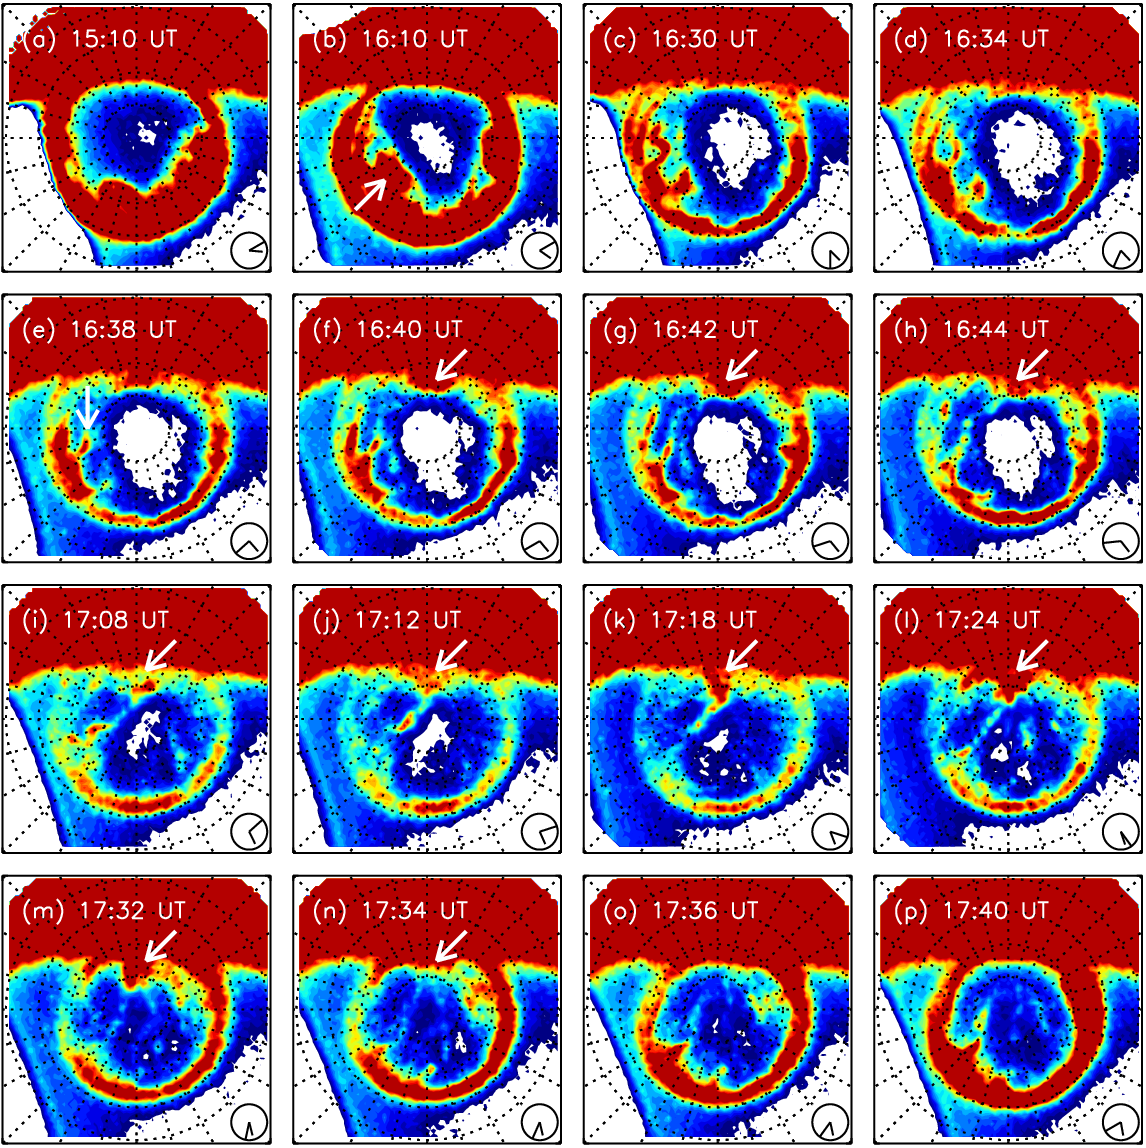 (a) 15:10 UT
(b) 16:10 UT
(c) 16:30 UT
(d) 16:34 UT
(e) 16:38 UT
(f) 16:40 UT
(g) 16:42 UT
(h) 16:44 UT
(i) 17:08 UT
(j) 17:12 UT
(k) 17:18 UT
(l) 17:24 UT
(m) 17:32 UT
(n) 17:34 UT
(o) 17:36 UT
(p) 17:40 UT